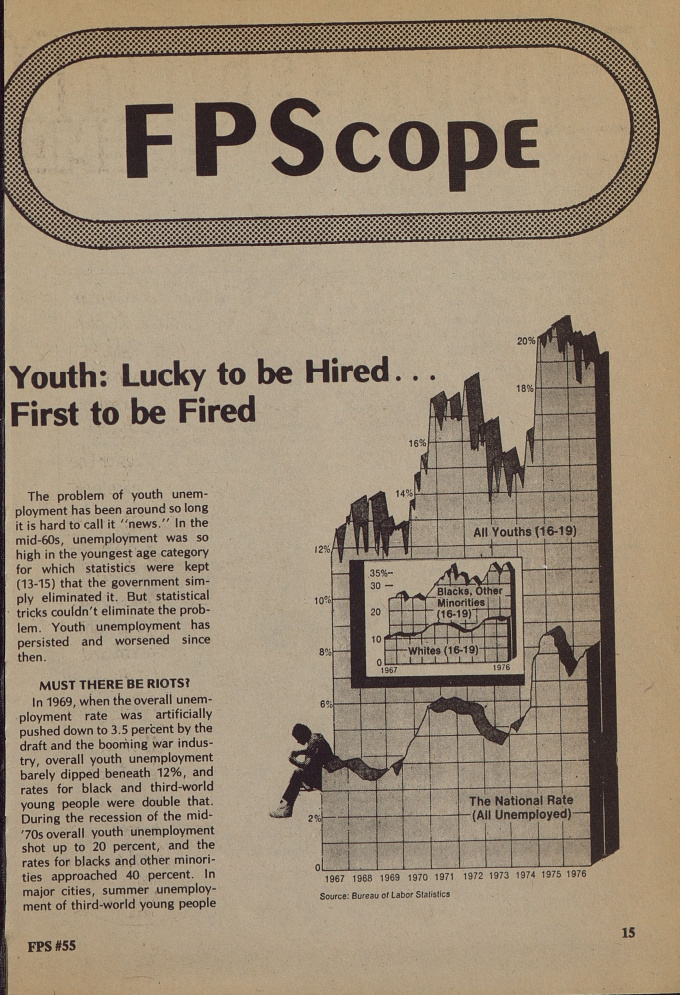 FPScope
Youth: Lucky to be Hired...
First to be Fired
The problem of youth unem-
ployment has been around so long
it is hard to call it "news." In the
mid-60s, unemployment was so
high in the youngest age category
for which statistics were kept
(13-15) that the government sim-
ply eliminated it. But statistical
tricks couldn't eliminate the prob-
lem. Youth unemployment has
persisted and worsened since
then.
MUST THERE BE RIOTS?
In 1969, when the overall unem-
ployment rate was artificially
pushed down to 3.5 percent by the
draft and the booming war indus-
try, overall youth unemployment
barely dipped beneath 12%, and
rates for black and third-world
young people were double that.
During the recession of the mid-
'70s overall youth unemployment
shot up to 20 percent, and the
rates for blacks and other minori-
ties approached 40 percent. In
major cities, summer unemploy-
ment of third-world young people
20%
18%
16%
14%
12%
10%
8%
6%
2%
0
All Youths (16-19)
35%
30
20
10
0
Blacks, Other
Minorities
(16-19)
Whites (16-19)
1967 1976
The National Rate
(All Unemployed)
1967 1968 1969 1970 1971 1972 1973 1974 1975 1976
Source: Bureau of Labor Statistics
FPS #55
15